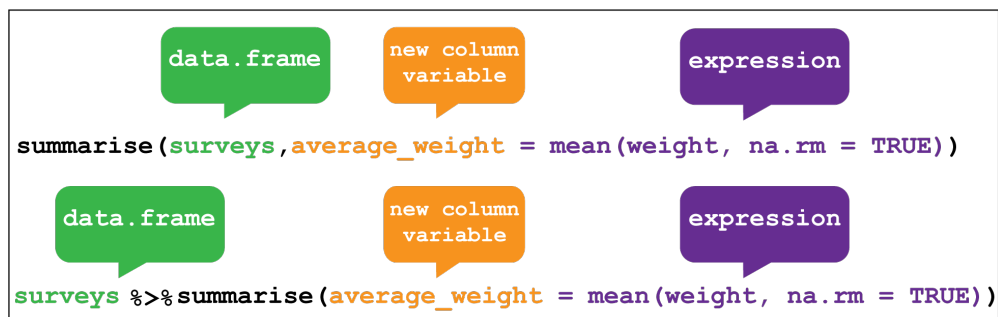 data.frame
new column
variable
expression
summarise(surveys,average_weight = mean(weight, na.rm = TRUE))
data.frame
new column
variable
expression
surveys %>% summarise(average_weight = mean(weight, na.rm = TRUE))